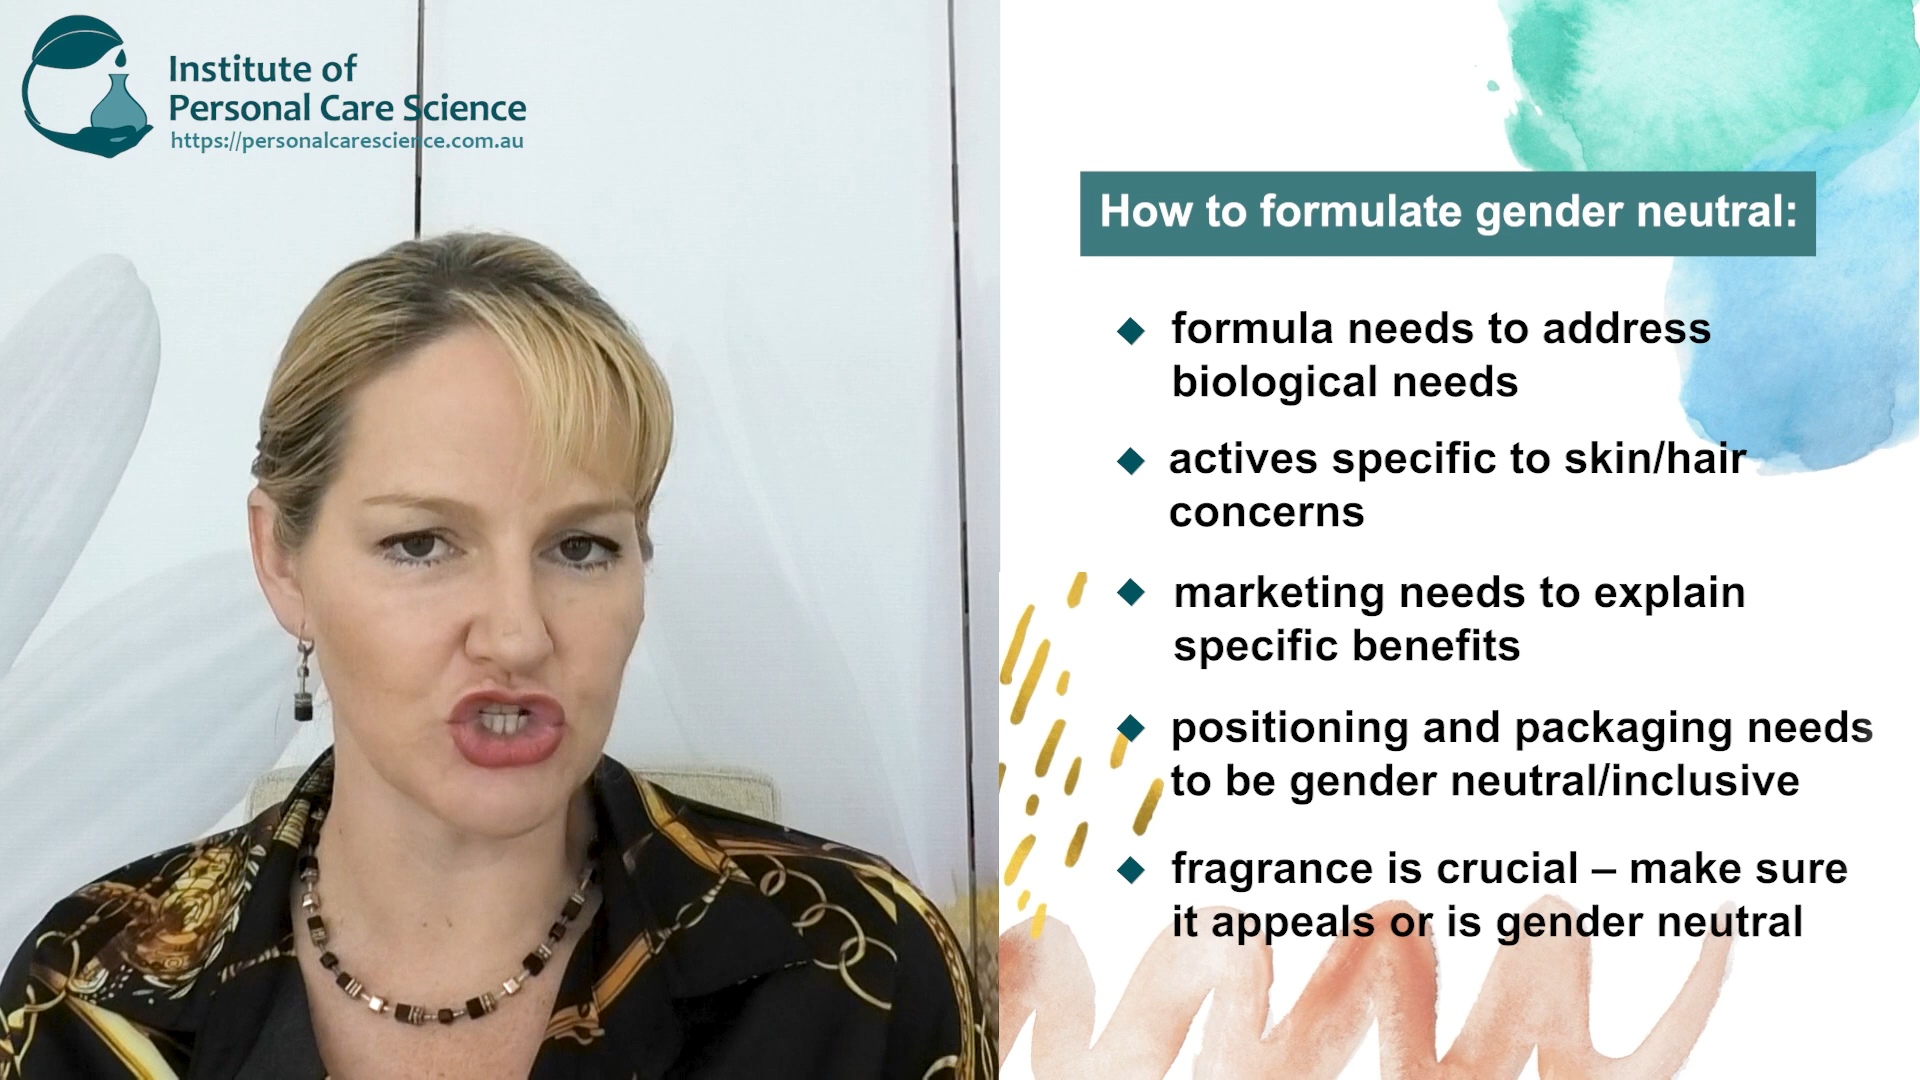 Institute of
Personal Care Science
https://personalcarescience.com.au
How to formulate gender neutral:
formula needs to address
biological needs
actives specific to skin/hair
concerns
marketing needs to explain
specific benefits
positioning and packaging needs
to be gender neutral/inclusive
fragrance is crucial – make sure
it appeals or is gender neutral